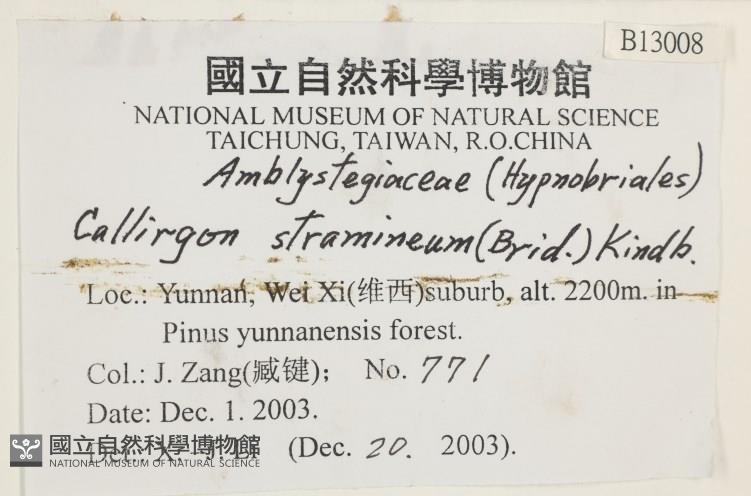 B13008
國立自然科學博物館
NATIONAL MUSEUM OF NATURAL SCIENCE
TAICHUNG, TAIWAN, R.O.CHINA
Amblystegiaceae (Hypnobriales)
Callirgon stramineum (Brid.) Kindb.
Loc.: Yunnan, Wei Xi(维西)suburb, alt. 2200m. in
Pinus yunnanensis forest.
Col.: J. Zang(臧键); No. 771
Date: Dec. 1. 2003.
Det.: X. J. Li (Dec. 20. 2003).
國立自然科學博物館
NATIONAL MUSEUM OF NATURAL SCIENCE